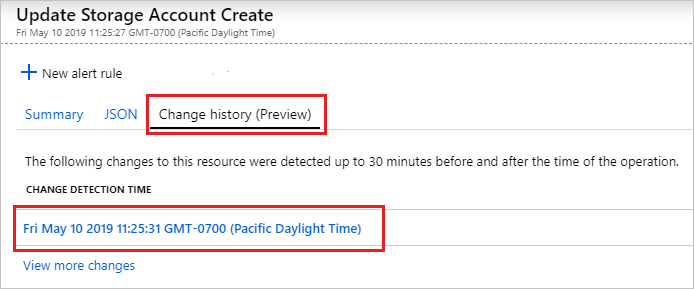 Update Storage Account Create
Fri May 10 2019 11:25:27 GMT-0700 (Pacific Daylight Time)
New alert rule
Summary JSON Change history (Preview)
The following changes to this resource were detected up to 30 minutes before and after the time of the operation.
CHANGE DETECTION TIME
Fri May 10 2019 11:25:31 GMT-0700 (Pacific Daylight Time)
View more changes